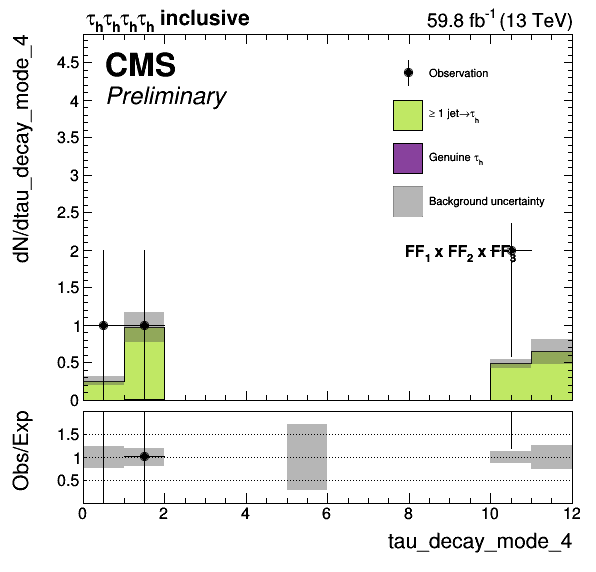 τhτhτhτh inclusive
59.8 fb⁻¹ (13 TeV)
dN/dtau_decay_mode_4
CMS
Preliminary
Observation
≥ 1 jet→τh
Genuine τh
Background uncertainty
FF₁ x FF₂ x FF₃
4.5
4
3.5
3
2.5
2
1.5
1
0.5
0
Obs/Exp
1.5
1
0.5
0 2 4 6 8 10 12
tau_decay_mode_4